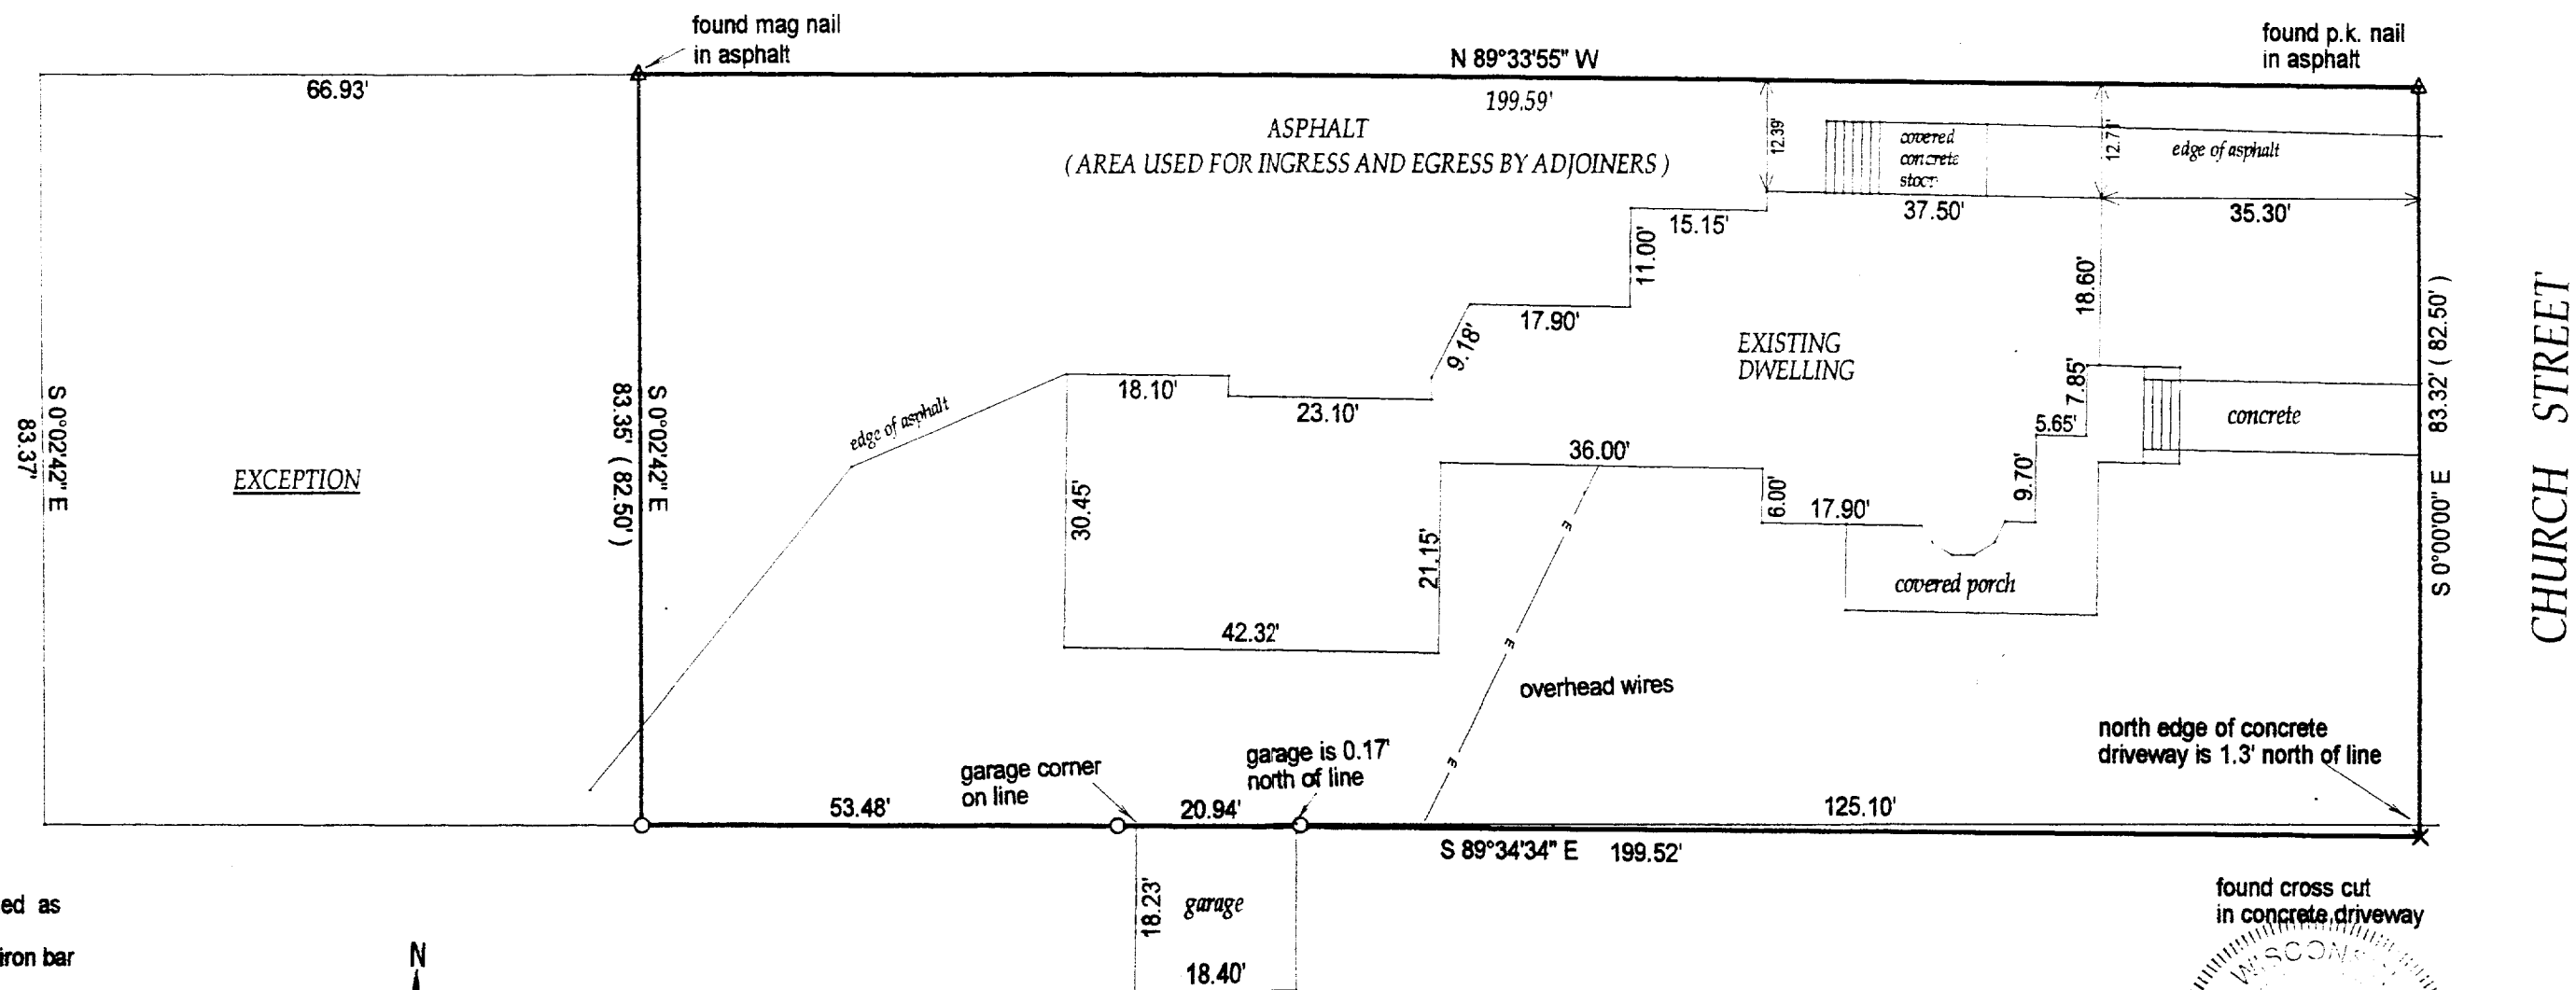 found mag nail
in asphalt
found p.k. nail
in asphalt
N 89°33'55" W
66.93'
199.59'
ASPHALT
( AREA USED FOR INGRESS AND EGRESS BY ADJOINERS )
12.39'
covered
concrete
12.71'
edge of asphalt
37.50'
35.30'
15.15'
11.00'
18.60'
17.90'
9.18'
EXISTING
DWELLING
S 0°02'42" E
83.37'
EXCEPTION
S 0°02'42" E
83.35' ( 82.50' )
edge of asphalt
18.10'
23.10'
7.85'
5.65'
concrete
83.32' ( 82.50' )
S 0°00'00" E
CHURCH STREET
36.00'
30.45'
21.15'
6.00'
17.90'
9.70'
covered porch
42.32'
E
E
E
overhead wires
north edge of concrete
driveway is 1.3' north of line
garage corner
on line
garage is 0.17'
north of line
53.48'
20.94'
125.10'
S 89°34'34" E 199.52'
18.23'
garage
18.40'
found cross cut
in concrete driveway
ed as
iron bar
N
WISCONS